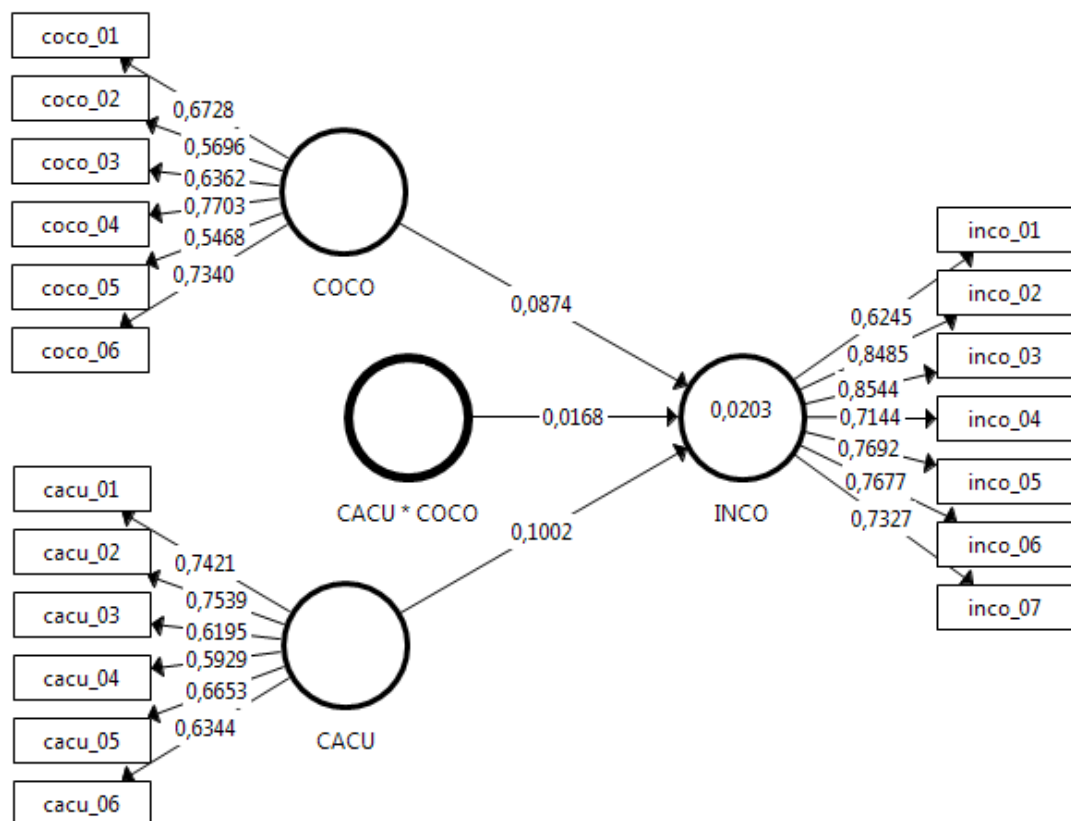 coco_01
coco_02
coco_03
coco_04
coco_05
coco_06
0,6728
0,5696
0,6362
0,7703
0,5468
0,7340
COCO
0,0874
CACU * COCO
0,0168
cacu_01
cacu_02
cacu_03
cacu_04
cacu_05
cacu_06
0,7421
0,7539
0,6195
0,5929
0,6653
0,6344
CACU
0,1002
0,0203
INCO
0,6245
0,8485
0,8544
0,7144
0,7692
0,7677
0,7327
inco_01
inco_02
inco_03
inco_04
inco_05
inco_06
inco_07